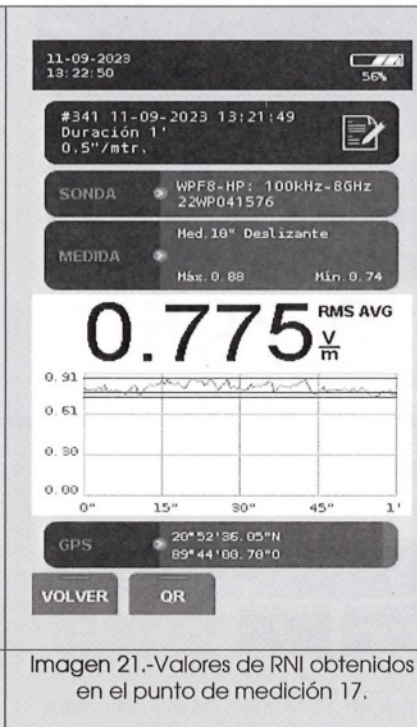 11-09-2023
13:22:50
56%
#341 11-09-2023 13:21:49
Duración 1'
0.5"/mtr.
SONDA
WPF8-HP: 100kHz-8GHz
22WP041576
MEDIDA
Med.10" Deslizante
Máx.0.88 Mín.0.74
0.775 RMS AVG
V/m
0.91
0.61
0.30
0.00
0" 15" 30" 45" 1'
GPS
20°52'36.05"N
89°44'00.70"O
VOLVER QR
Imagen 21.-Valores de RNI obtenidos
en el punto de medición 17.